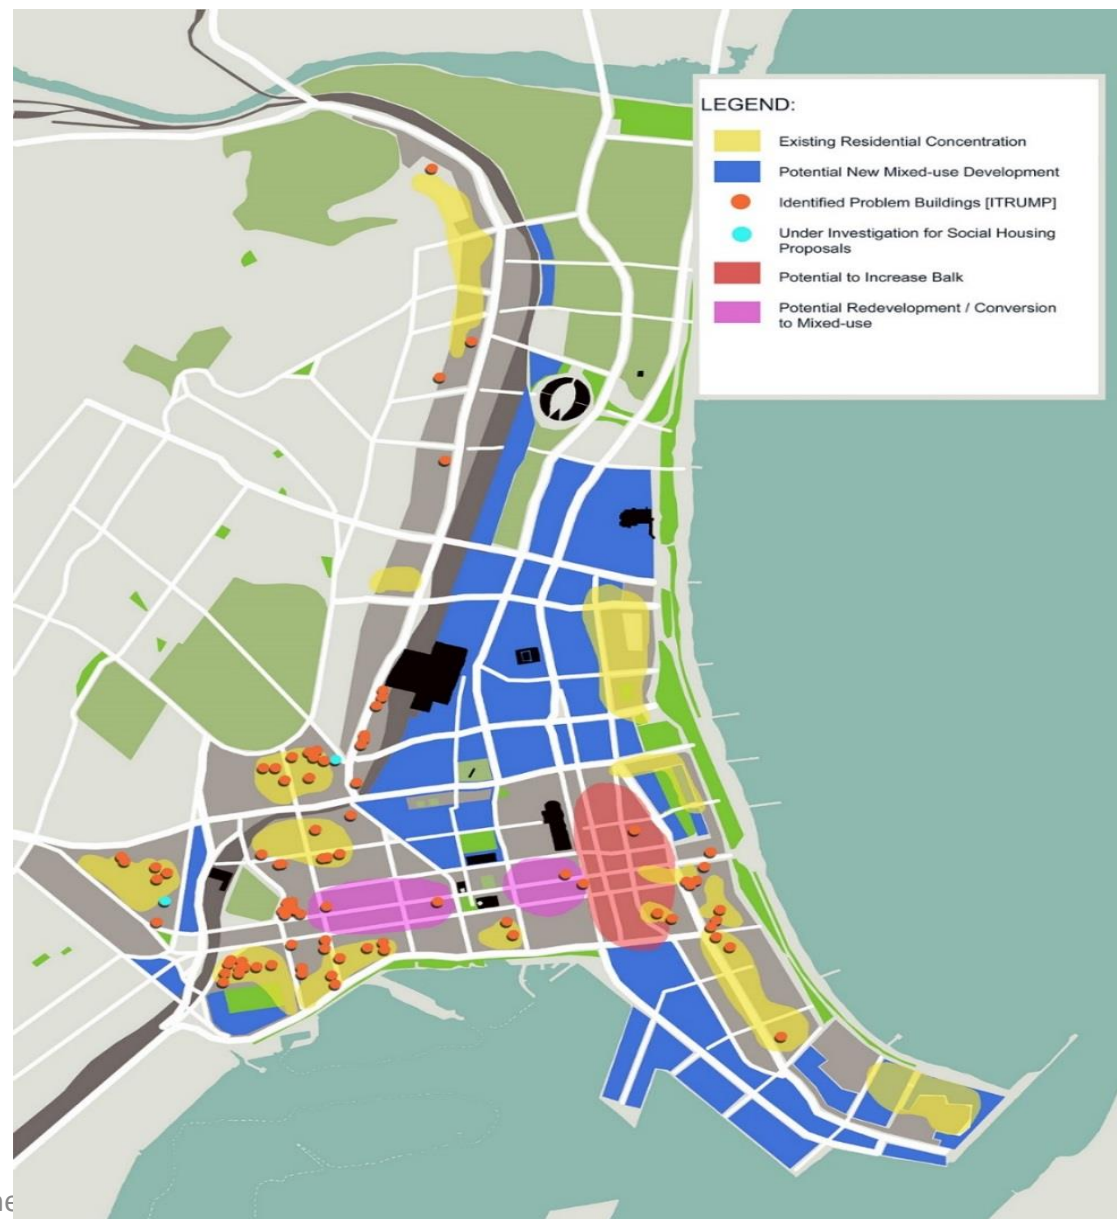 LEGEND:
Existing Residential Concentration
Potential New Mixed-use Development
Identified Problem Buildings [ITRUMP]
Under Investigation for Social Housing
Proposals
Potential to Increase Balk
Potential Redevelopment / Conversion
to Mixed-use